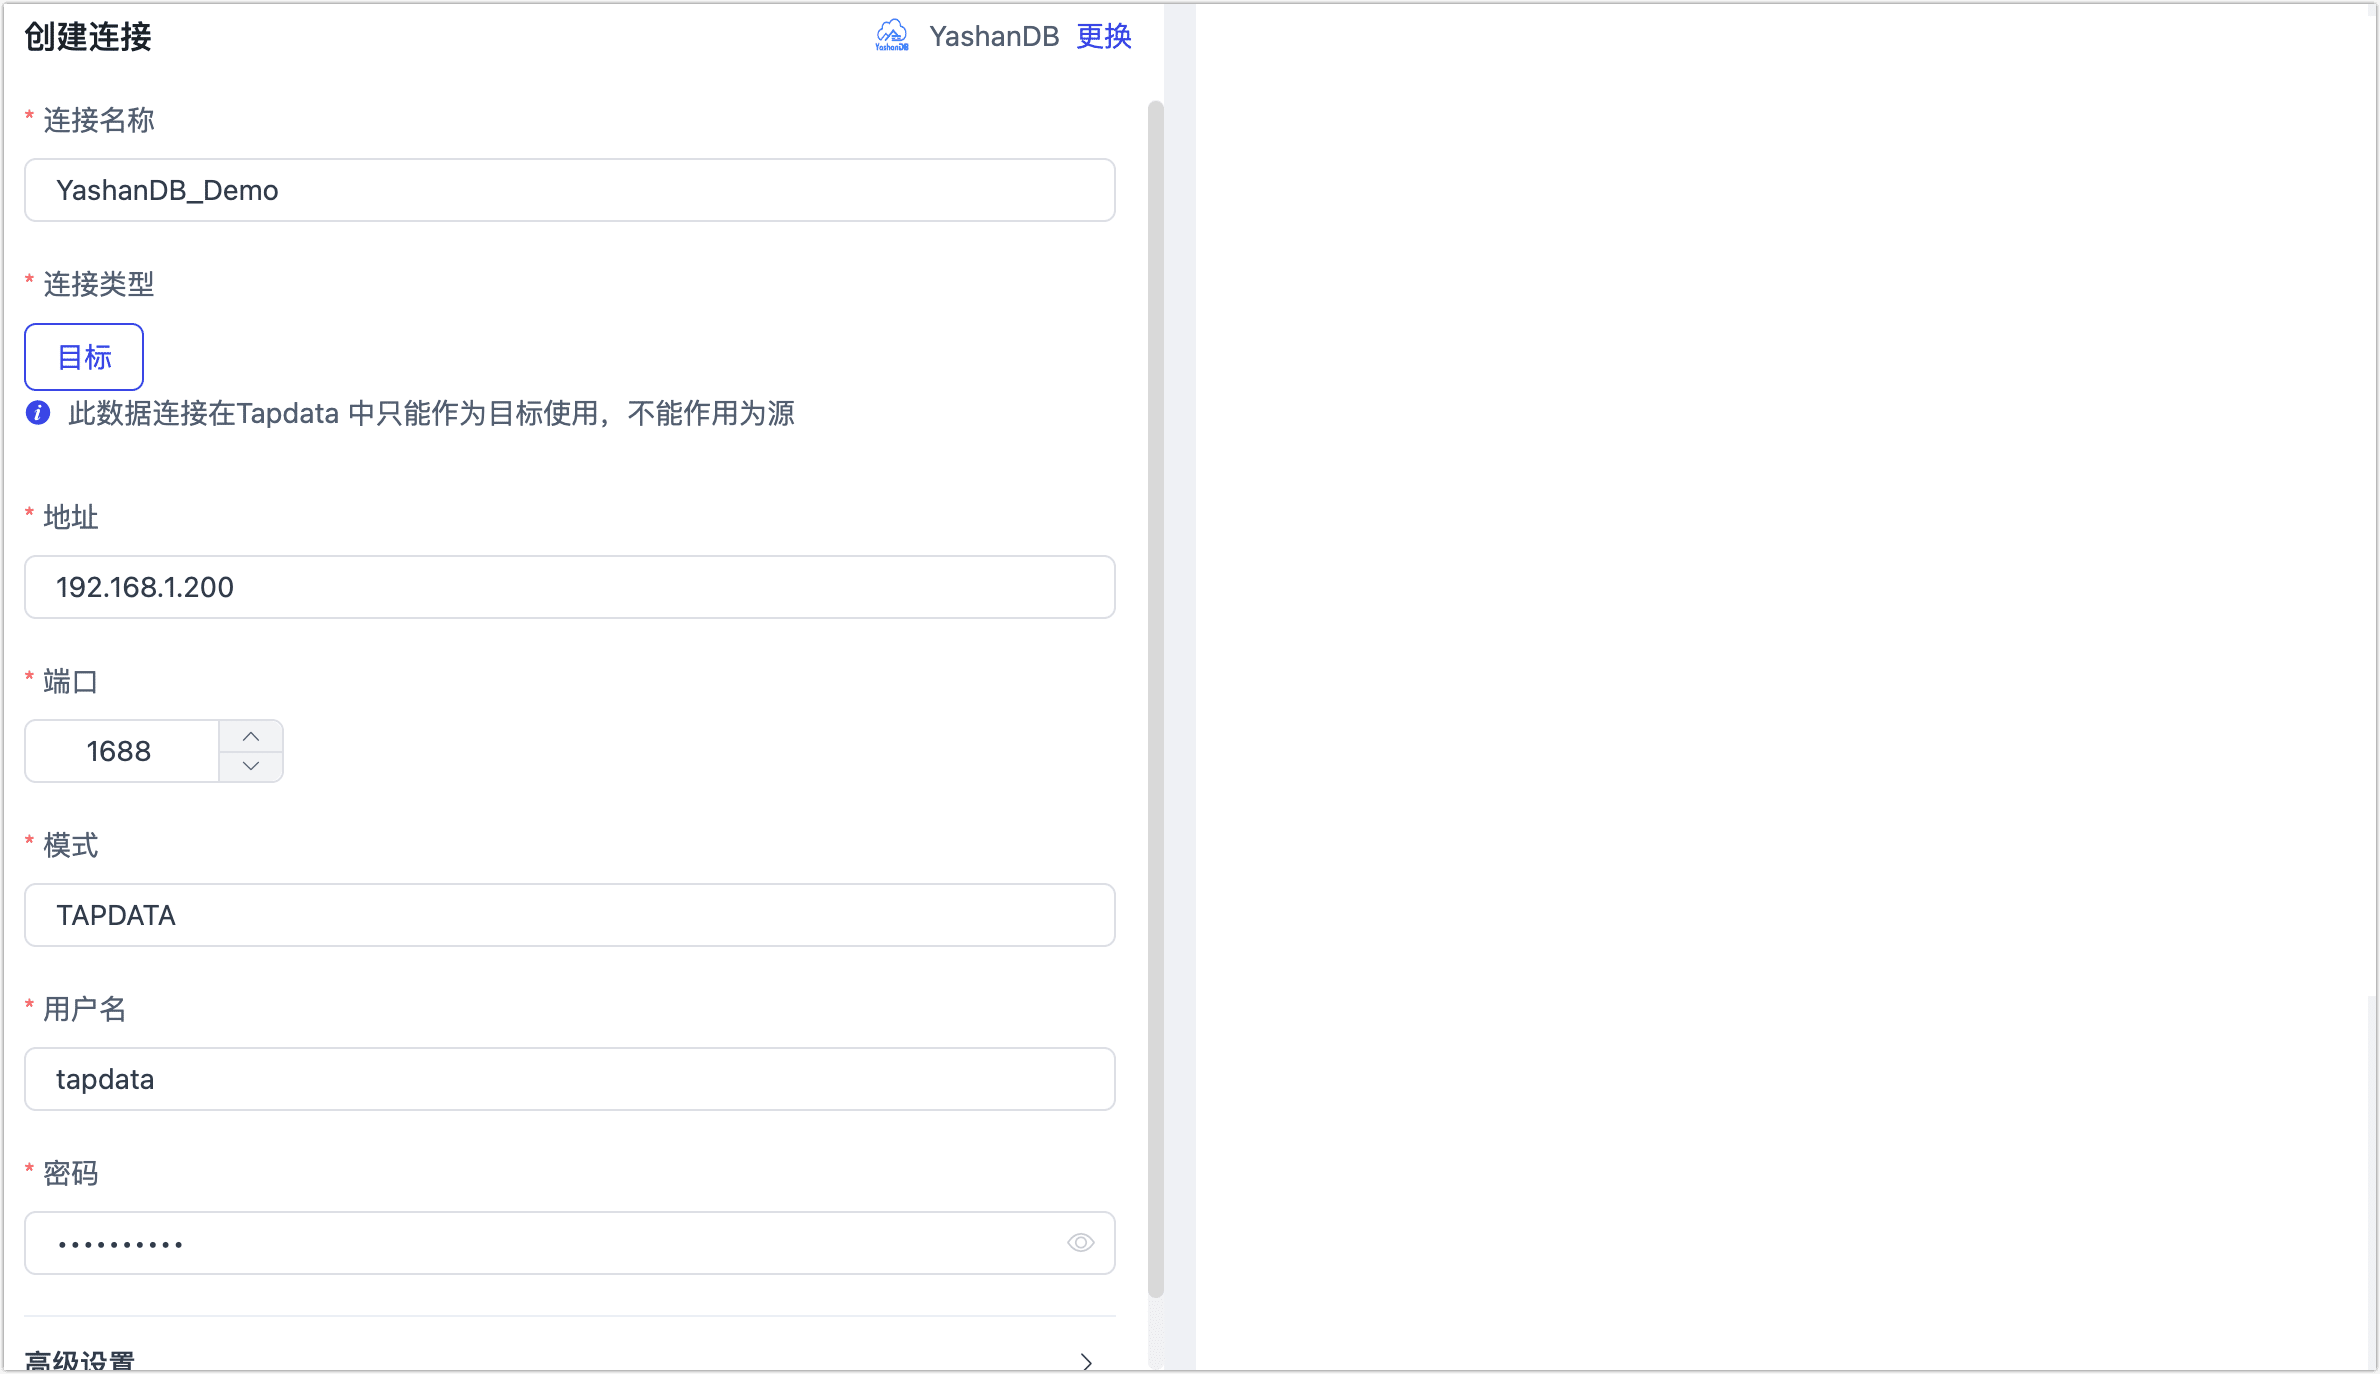 创建连接
YashanDB YashanDB 更换
* 连接名称
YashanDB_Demo
* 连接类型
目标
i 此数据连接在Tapdata 中只能作为目标使用，不能作用为源
* 地址
192.168.1.200
* 端口
1688
* 模式
TAPDATA
* 用户名
tapdata
* 密码
••••••••••
高级设置